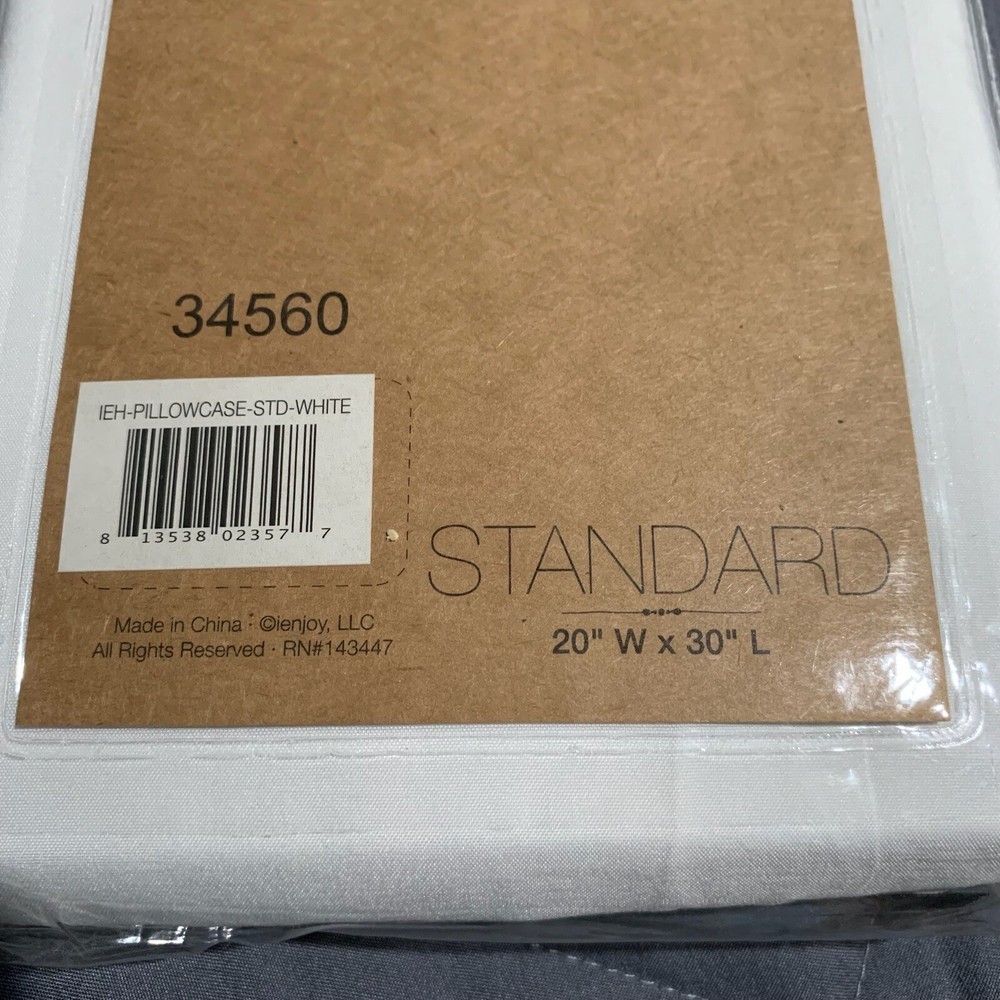 34560
IEH-PILLOWCASE-STD-WHITE
8 13538 02357 7
Made in China · ©ienjoy, LLC
All Rights Reserved · RN#143447
STANDARD
20" W x 30" L